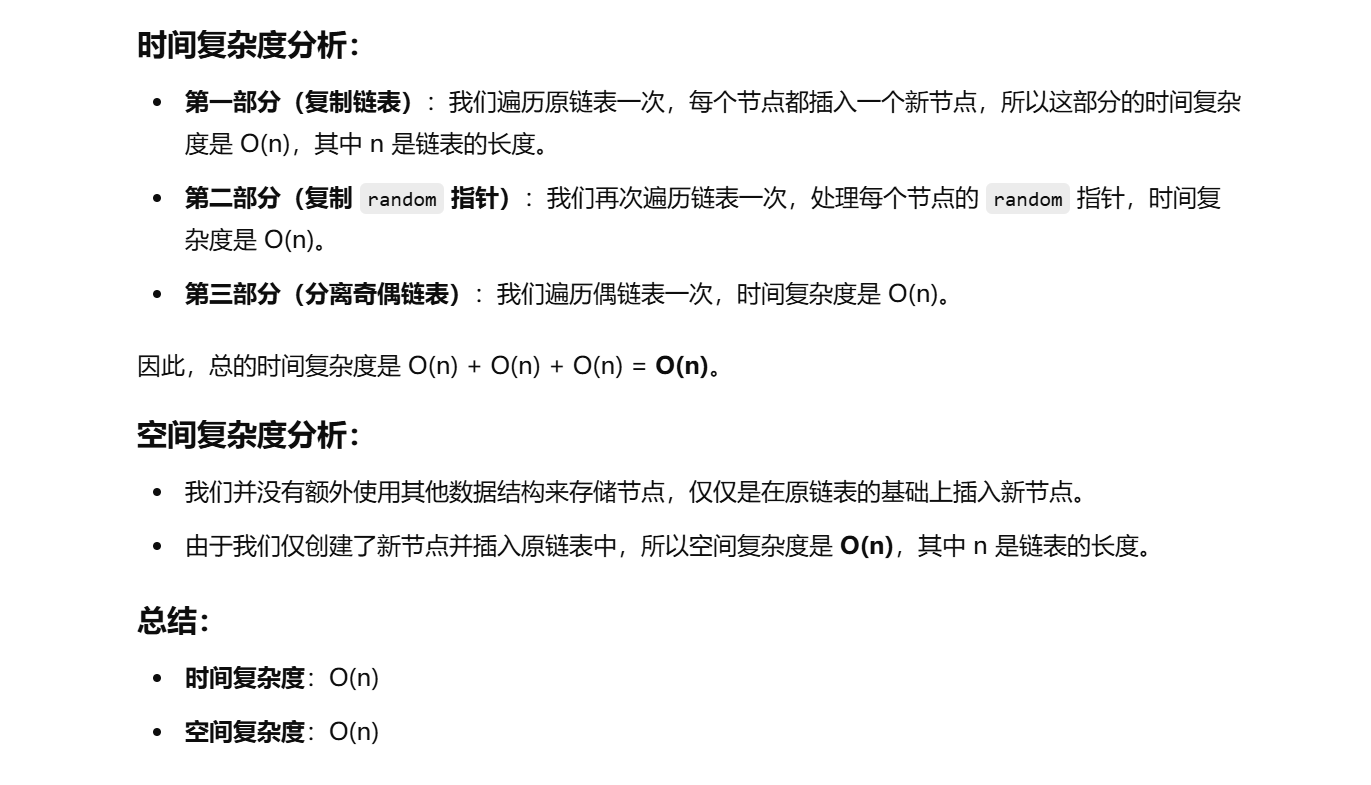 时间复杂度分析：
第一部分（复制链表）：我们遍历原链表一次，每个节点都插入一个新节点，所以这部分的时间复杂
度是 O(n)，其中 n 是链表的长度。
第二部分（复制 random 指针）：我们再次遍历链表一次，处理每个节点的 random 指针，时间复
杂度是 O(n)。
第三部分（分离奇偶链表）：我们遍历偶链表一次，时间复杂度是 O(n)。
因此，总的时间复杂度是 O(n) + O(n) + O(n) = O(n)。
空间复杂度分析：
我们并没有额外使用其他数据结构来存储节点，仅仅是在原链表的基础上插入新节点。
由于我们仅创建了新节点并插入原链表中，所以空间复杂度是 O(n)，其中 n 是链表的长度。
总结：
时间复杂度：O(n)
空间复杂度：O(n)